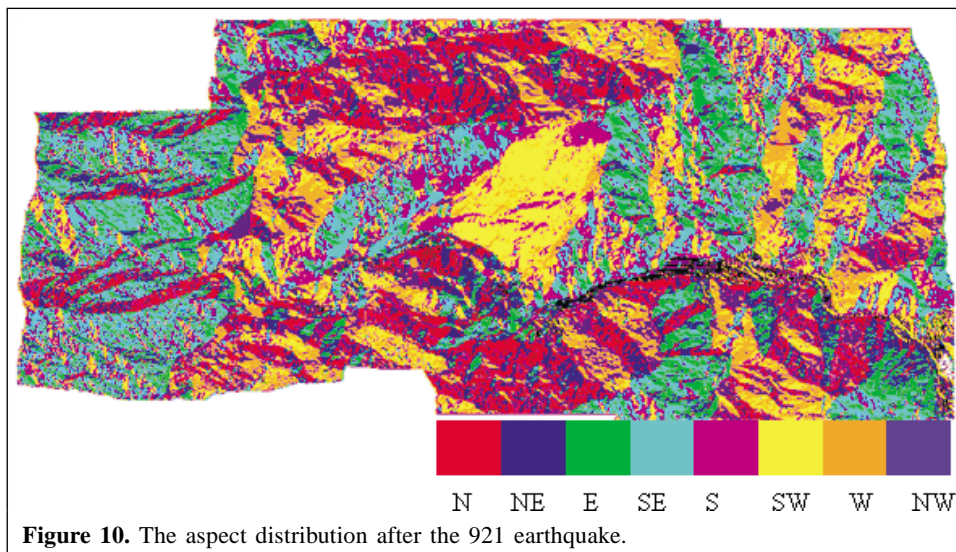 N NE E SE S SW W NW
Figure 10. The aspect distribution after the 921 earthquake.